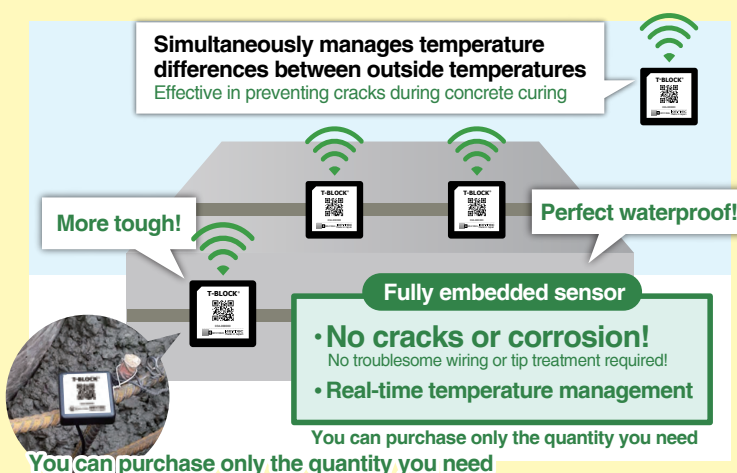 Simultaneously manages temperature
differences between outside temperatures
Effective in preventing cracks during concrete curing
T-BLOCK®
T-BLOCK®
T-BLOCK®
More tough!
Perfect waterproof!
T-BLOCK®
Fully embedded sensor
・No cracks or corrosion!
No troublesome wiring or tip treatment required!
・Real-time temperature management
T-BLOCK®
You can purchase only the quantity you need
You can purchase only the quantity you need